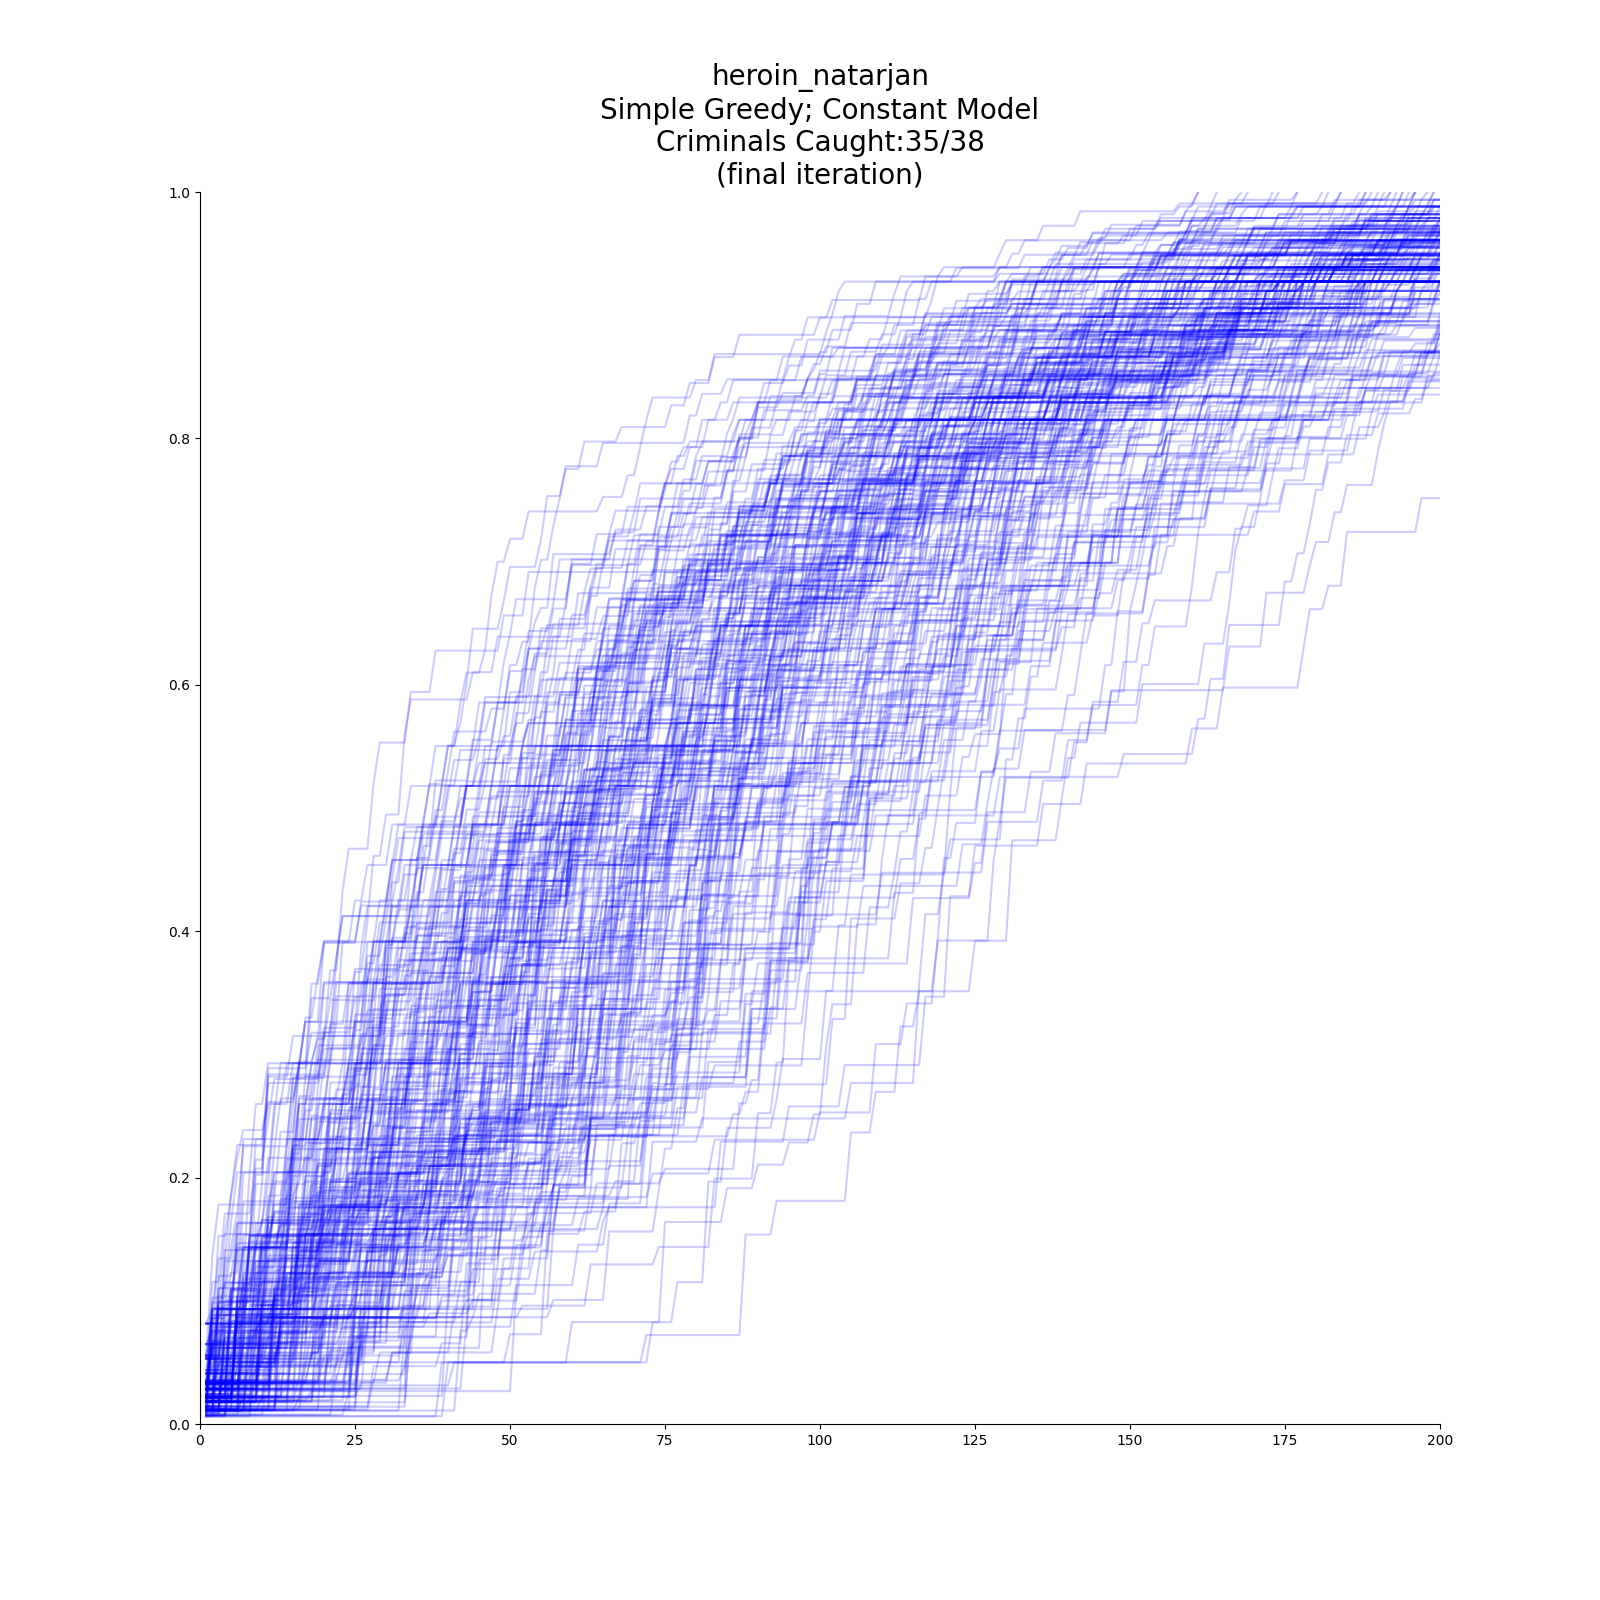 heroin_natarjan
Simple Greedy; Constant Model
Criminals Caught:35/38
(final iteration)
1.0
0.8
0.6
0.4
0.2
0.0
0 25 50 75 100 125 150 175 200